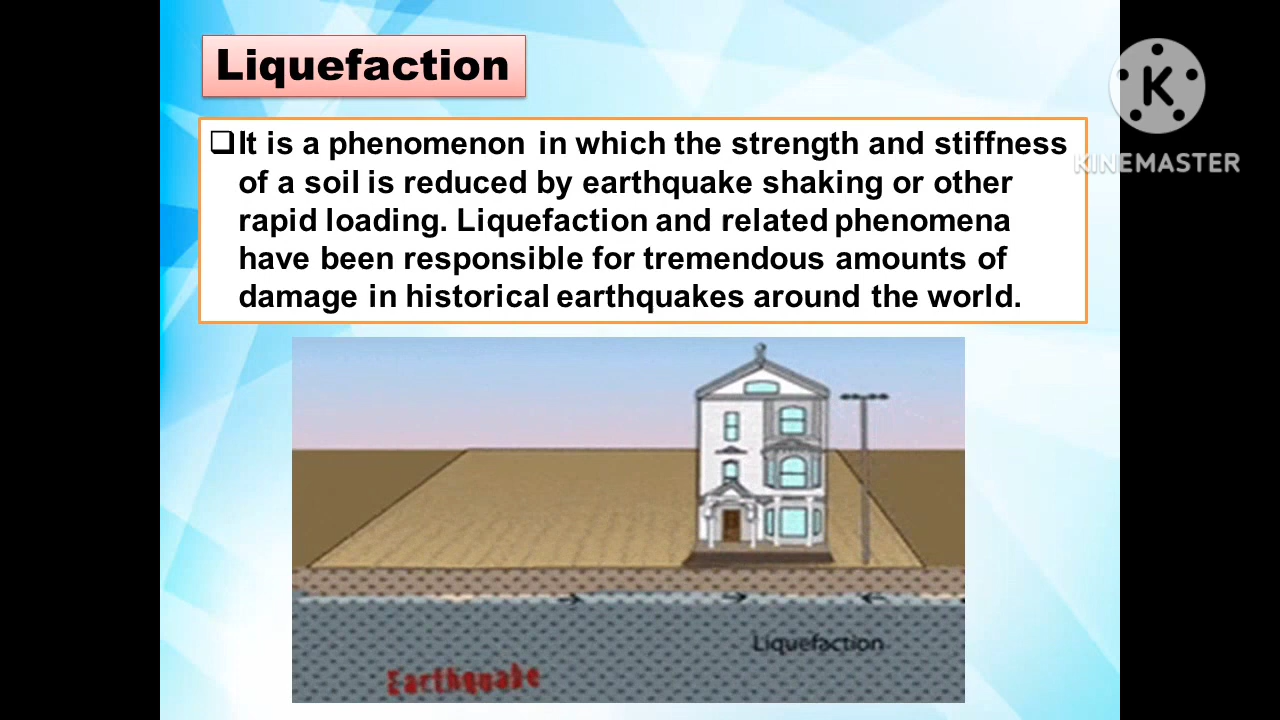 Liquefaction
It is a phenomenon in which the strength and stiffness
of a soil is reduced by earthquake shaking or other
rapid loading. Liquefaction and related phenomena
have been responsible for tremendous amounts of
damage in historical earthquakes around the world.
K
KINEMASTER
Liquefaction
Earthquake